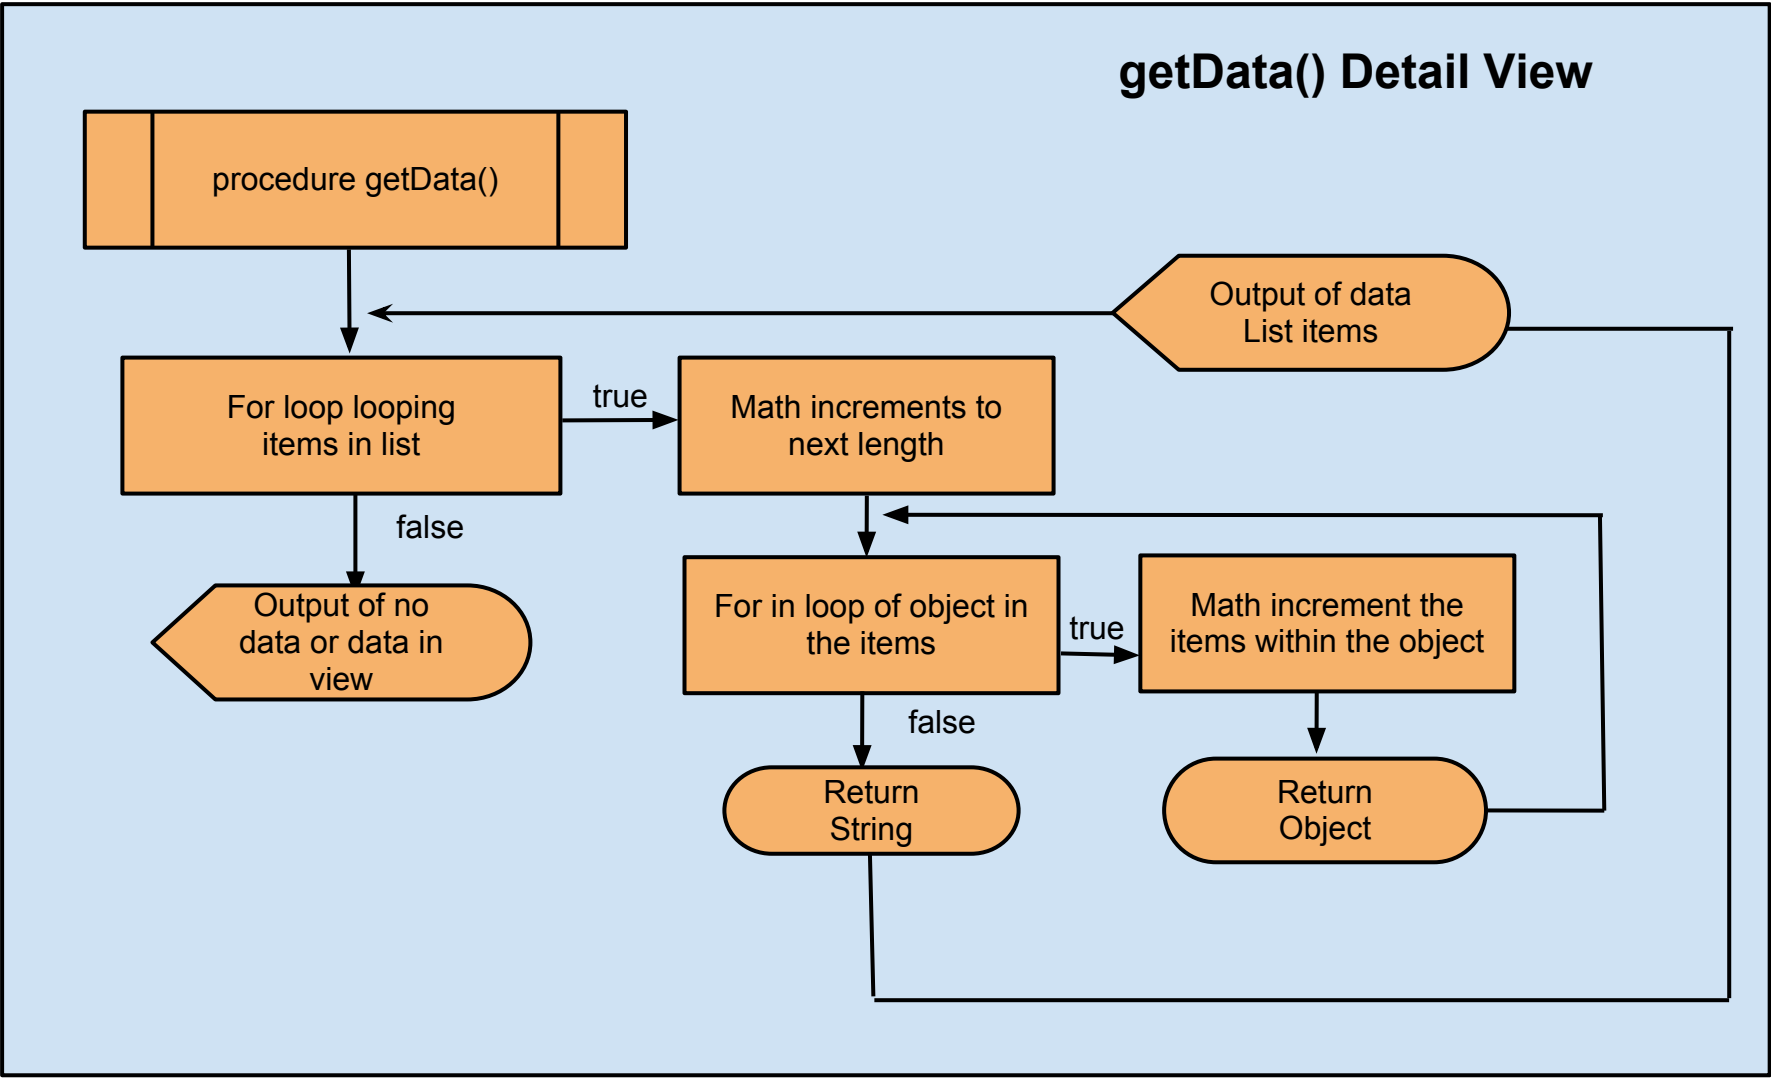 getData() Detail View
procedure getData()
Output of data
List items
For loop looping
items in list
true
Math increments to
next length
false
Output of no
data or data in
view
For in loop of object in
the items
true
Math increment the
items within the object
false
Return
String
Return
Object